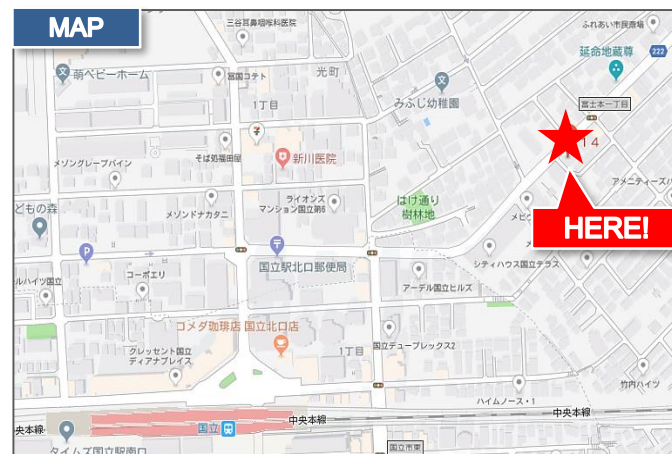 MAP
三谷耳鼻咽喉科医院
ふれあい市民斎場
222
延命地蔵尊
萌ベビーホーム
冨国コテト
光町
みふじ幼稚園
富士本一丁目
1丁目
14
そば処福田屋
新川医院
メゾングレープバイン
アメニティーズ
ライオンズ
マンション国立第6
はけ通り
樹林地
メゾンドナカタニ
どもの森
HERE!
P
国立駅北口郵便局
シティハウス国立テラス
コーポエリ
ルハイツ国立
アーデル国立ヒルズ
コメダ珈琲店 国立北口店
1丁目
国立デュープレックス2
クレッセント国立
ディアナプレイス
竹内ハイツ
ハイムノース・1
中央本線
中央本線
央本線
国立
国立市東
タイムズ国立駅南口